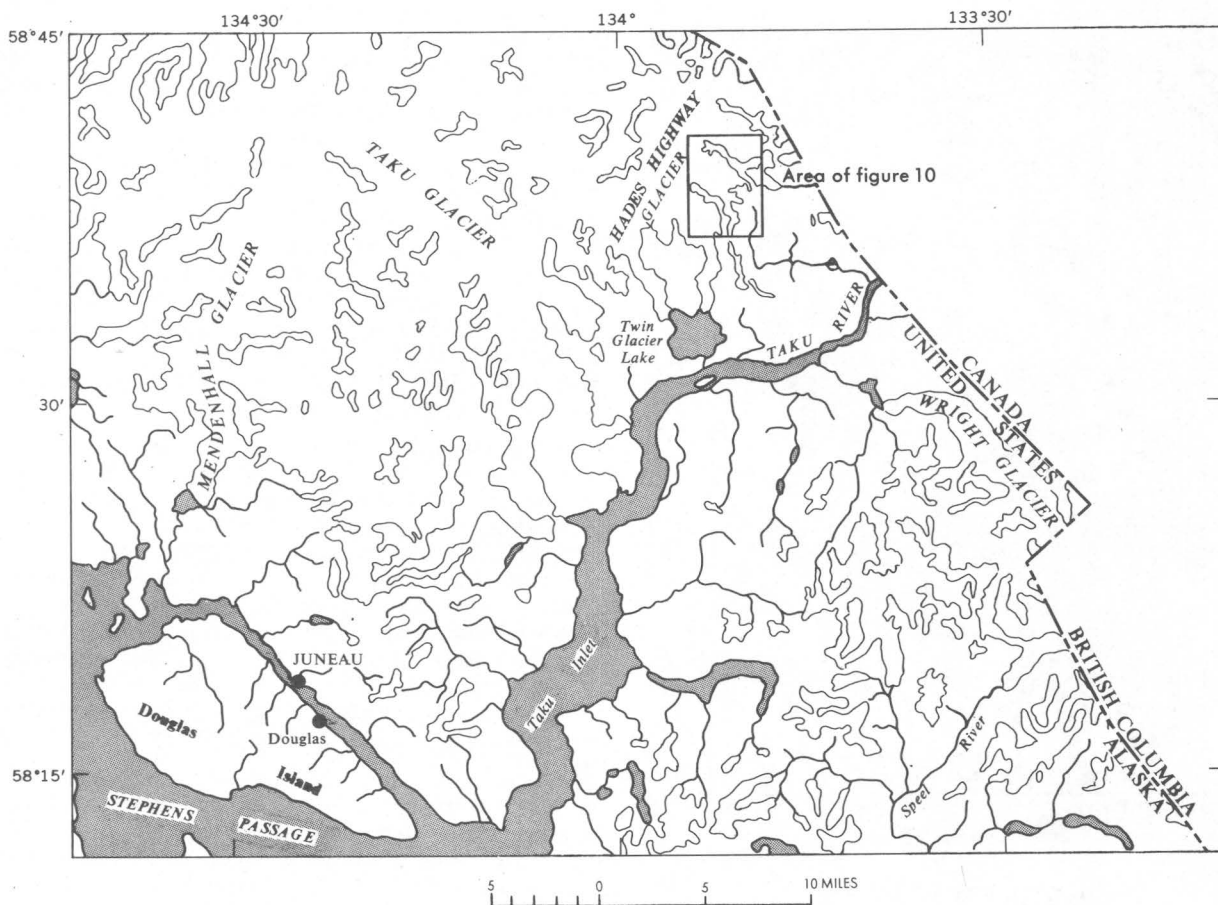 134°30'
134°
133°30'
58°45'
TAKU GLACIER
HADES HIGHWAY
GLACIER
Area of figure 10
MENDENHALL GLACIER
Twin
Glacier
Lake
TAKU RIVER
CANADA
UNITED STATES
30'
WRIGHT GLACIER
JUNEAU
Taku Inlet
Douglas
Douglas
Island
Speel River
BRITISH COLUMBIA
ALASKA
58°15'
STEPHENS PASSAGE
5 0 5 10 MILES